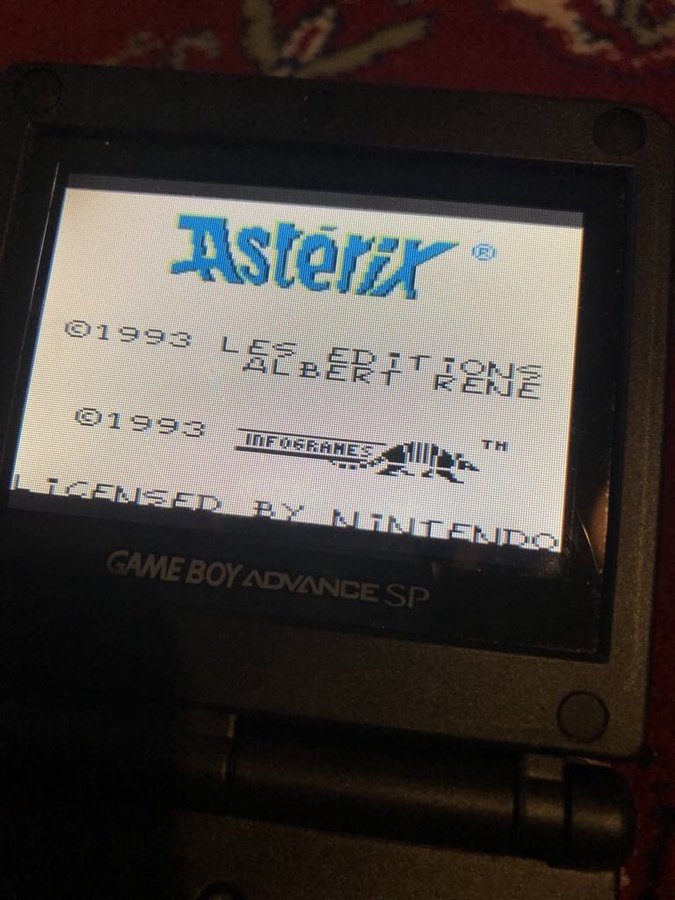 Astérix ®
©1993 LES EDITIONS
ALBERT RENE
©1993 INFOGRAMES TM
LICENSED BY NINTENDO
GAME BOY ADVANCE SP